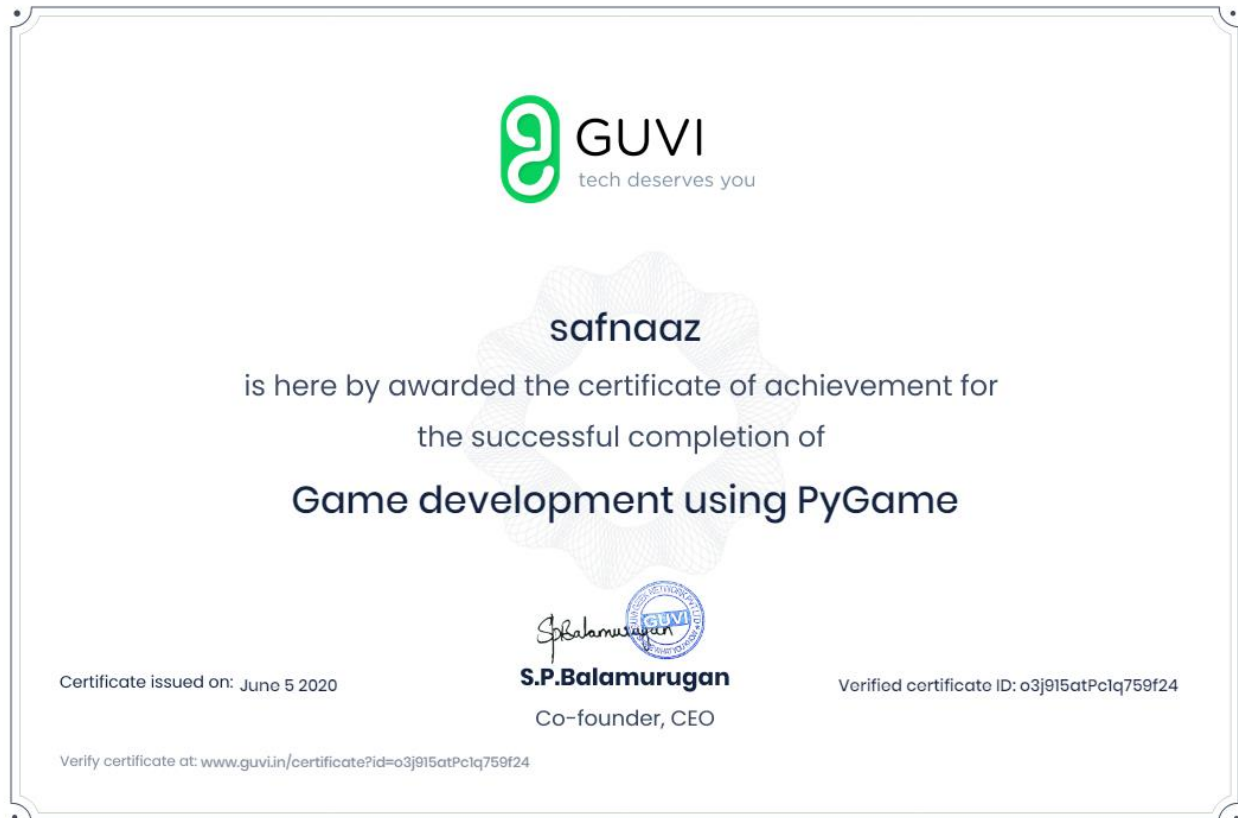 GUVI
tech deserves you
safnaaz
is here by awarded the certificate of achievement for
the successful completion of
Game development using PyGame
SpBalamurugan
GUVI
S.P.Balamurugan
Co-founder, CEO
Certificate issued on: June 5 2020
Verified certificate ID: o3j915atPc1q759f24
Verify certificate at: www.guvi.in/certificate?id=o3j915atPc1q759f24